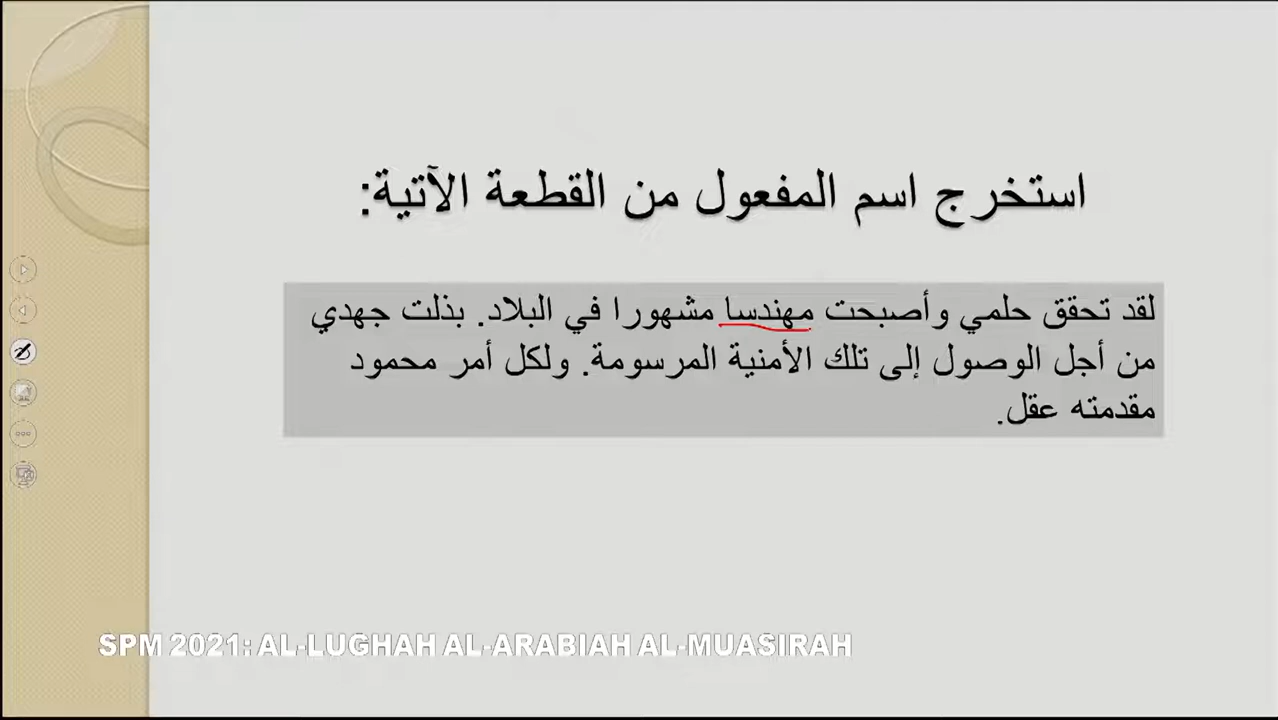 استخرج اسم المفعول من القطعة الآتية:
لقد تحقق حلمي وأصبحت مهندسا مشهورا في البلاد. بذلت جهدي
من أجل الوصول إلى تلك الأمنية المرسومة. ولكل أمر محمود
مقدمته عقل.
SPM 2021: AL-LUGHAH AL-ARABIAH AL-MUASIRAH